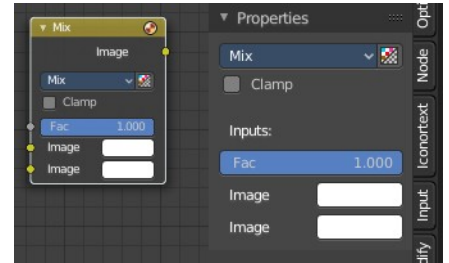 Mix
Image
Mix
Clamp
Fac 1.000
Image
Image
Properties
Mix
Clamp
Inputs:
Fac 1.000
Image
Image
Opti
Node
Iconortext
Input
dify